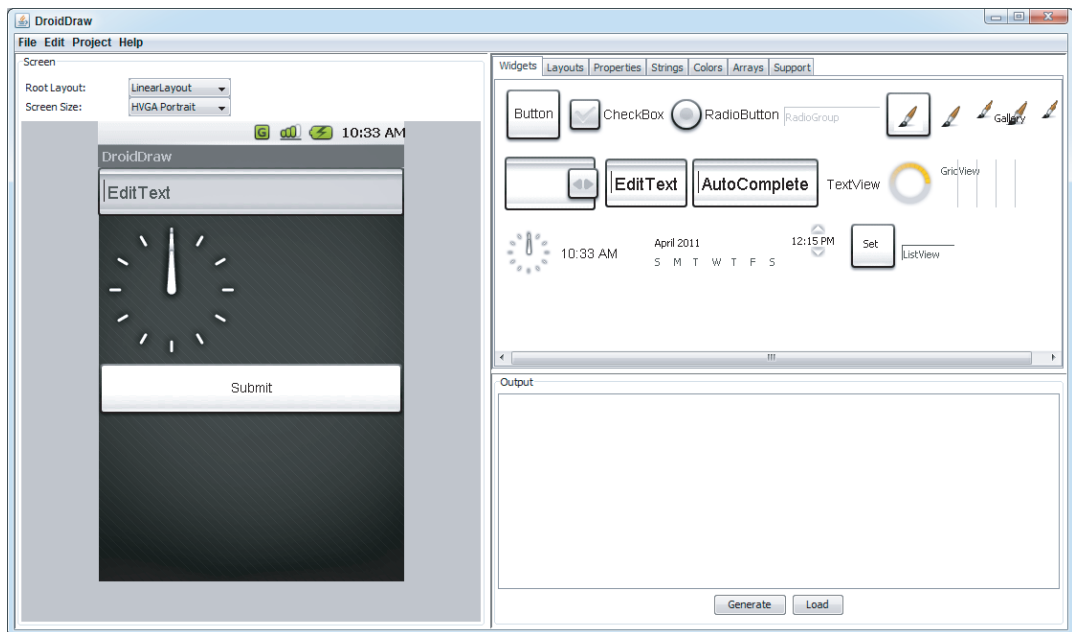 DroidDraw
File Edit Project Help
Screen
Root Layout: LinearLayout
Screen Size: HVGA Portrait
G 10:33 AM
DroidDraw
EditText
Submit
Widgets Layouts Properties Strings Colors Arrays Support
Button CheckBox RadioButton RadioGroup Gallery
EditText AutoComplete TextView GridView
10:33 AM April 2011 12:15 PM Set ListView
S M T W T F S
Output
Generate Load